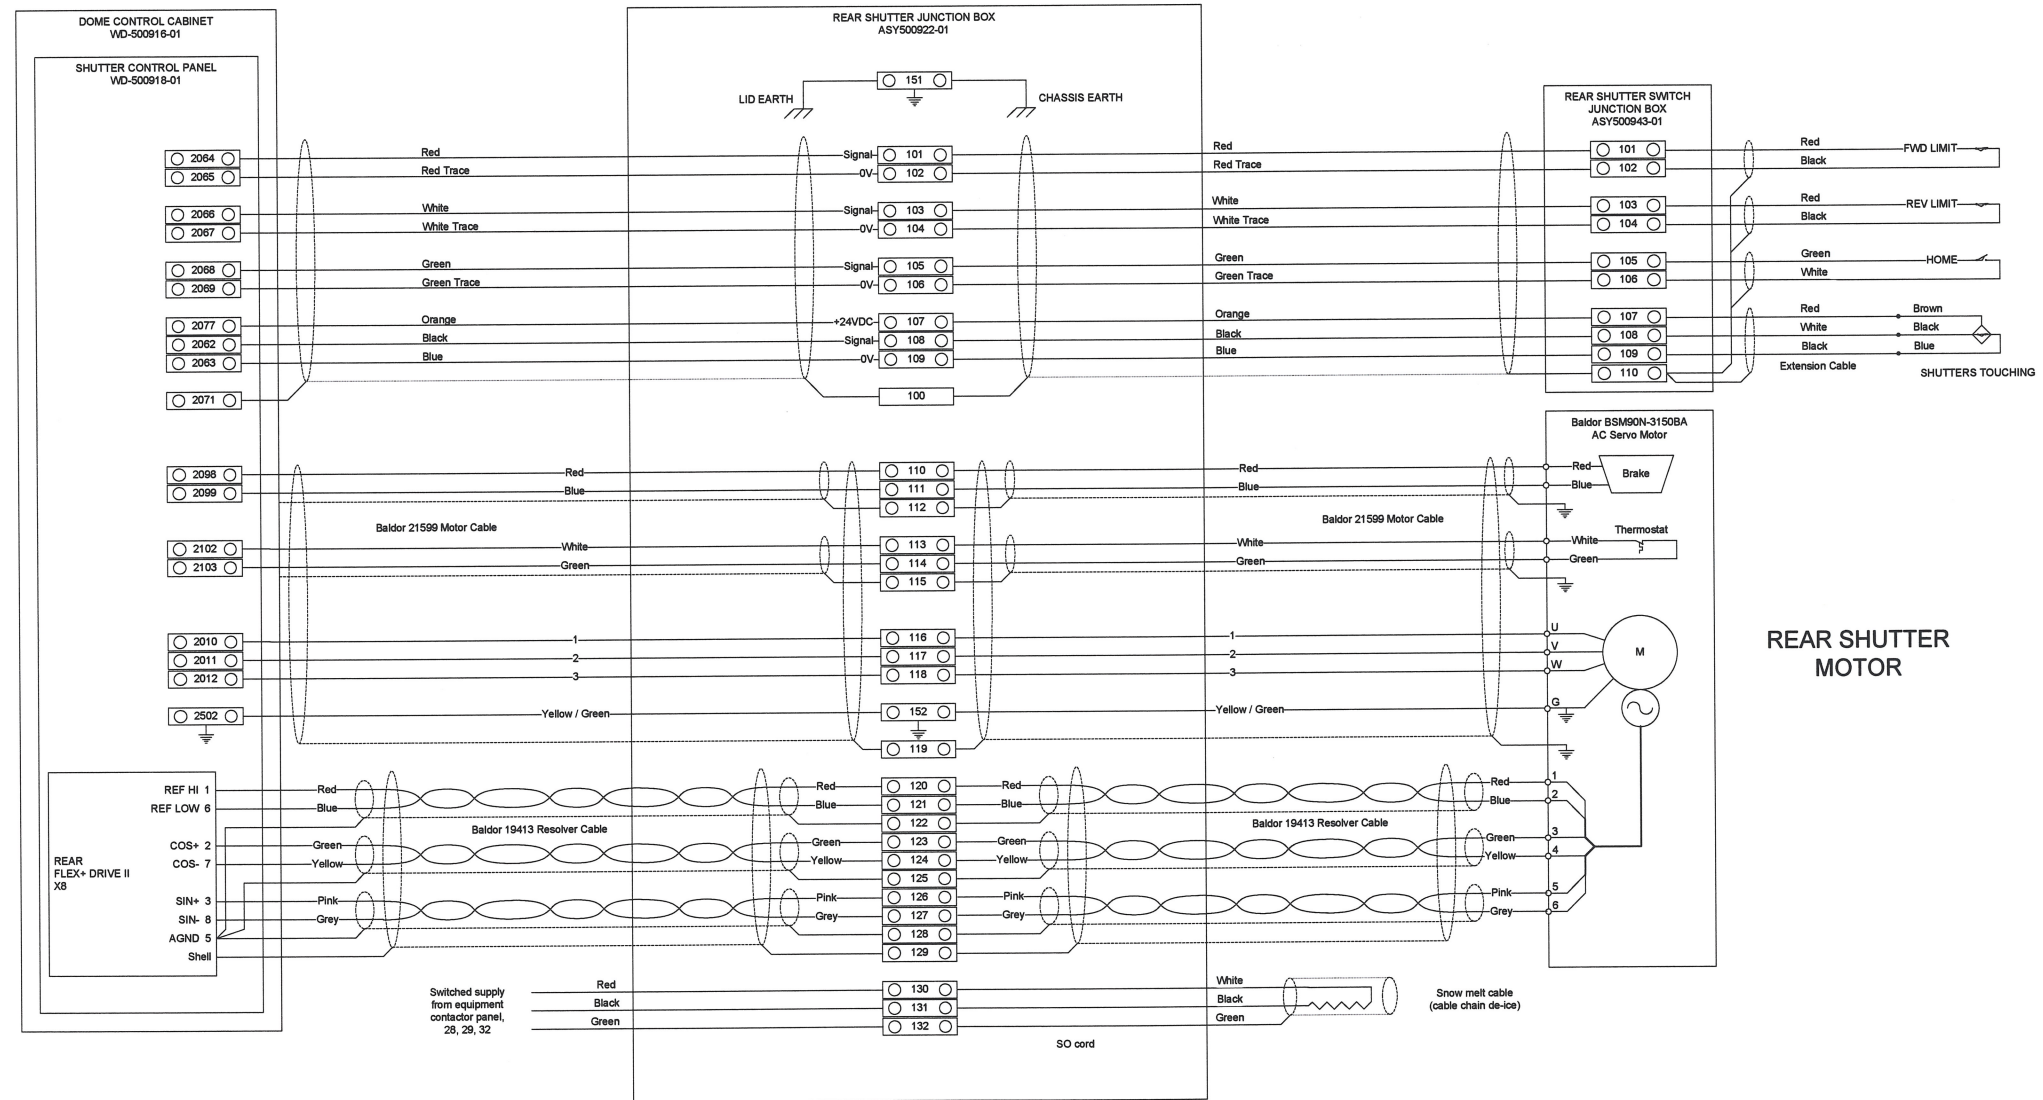 DOME CONTROL CABINET
WD-500916-01
SHUTTER CONTROL PANEL
WD-500918-01
REAR SHUTTER JUNCTION BOX
ASY500922-01
151
LID EARTH
CHASSIS EARTH
REAR SHUTTER SWITCH
JUNCTION BOX
ASY500943-01
2064 Red Signal 101 Red 101 Red FWD LIMIT
2065 Red Trace 0V 102 Red Trace 102 Black
2066 White Signal 103 White 103 Red REV LIMIT
2067 White Trace 0V 104 White Trace 104 Black
2068 Green Signal 105 Green 105 Green HOME
2069 Green Trace 0V 106 Green Trace 106 White
2077 Orange +24VDC 107 Orange 107 Red Brown
2062 Black Signal 108 Black 108 White Black
2063 Blue 0V 109 Blue 109 Black Blue
Extension Cable
SHUTTERS TOUCHING
2071 100 110
Baldor BSM90N-3150BA
AC Servo Motor
2098 Red 110 Red Red Brake
2099 Blue 111 Blue Blue
112
Baldor 21599 Motor Cable
Baldor 21599 Motor Cable
Thermostat
2102 White 113 White White
2103 Green 114 Green Green
115
2010 1 116 1 U
2011 2 117 2 V M
2012 3 118 3 W
2502 Yellow / Green 152 Yellow / Green G
119
REAR SHUTTER
MOTOR
REAR
FLEX+ DRIVE II
X8
REF HI 1 Red Red 120 Red Red 1
REF LOW 6 Blue Blue 121 Blue Blue 2
122
Baldor 19413 Resolver Cable
Baldor 19413 Resolver Cable
COS+ 2 Green Green 123 Green Green 3
COS- 7 Yellow Yellow 124 Yellow Yellow 4
125
SIN+ 3 Pink Pink 126 Pink Pink 5
SIN- 8 Grey Grey 127 Grey Grey 6
AGND 5 128
Shell 129
Switched supply
from equipment
contactor panel,
28, 29, 32
Red 130 White
Black 131 Black
Green 132 Green
Snow melt cable
(cable chain de-ice)
SO cord